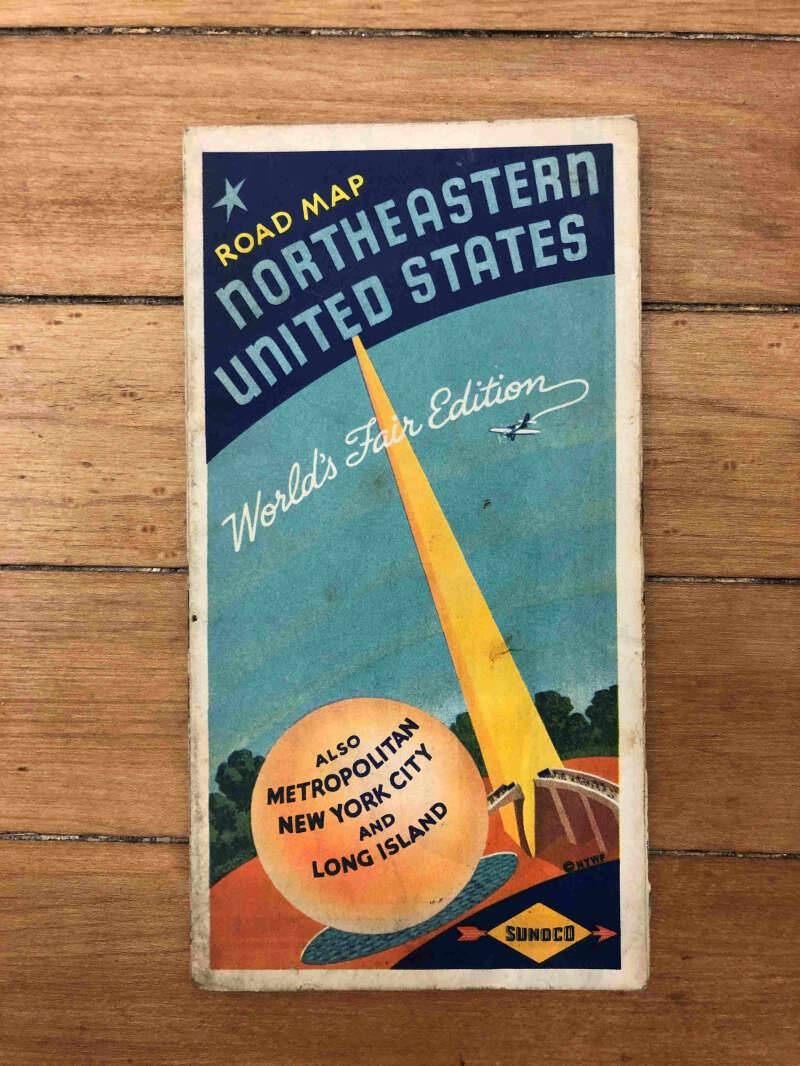 ROAD MAP
NORTHEASTERN
UNITED STATES
World's Fair Edition
ALSO
METROPOLITAN
NEW YORK CITY
AND
LONG ISLAND
© NYWF
SUNOCO